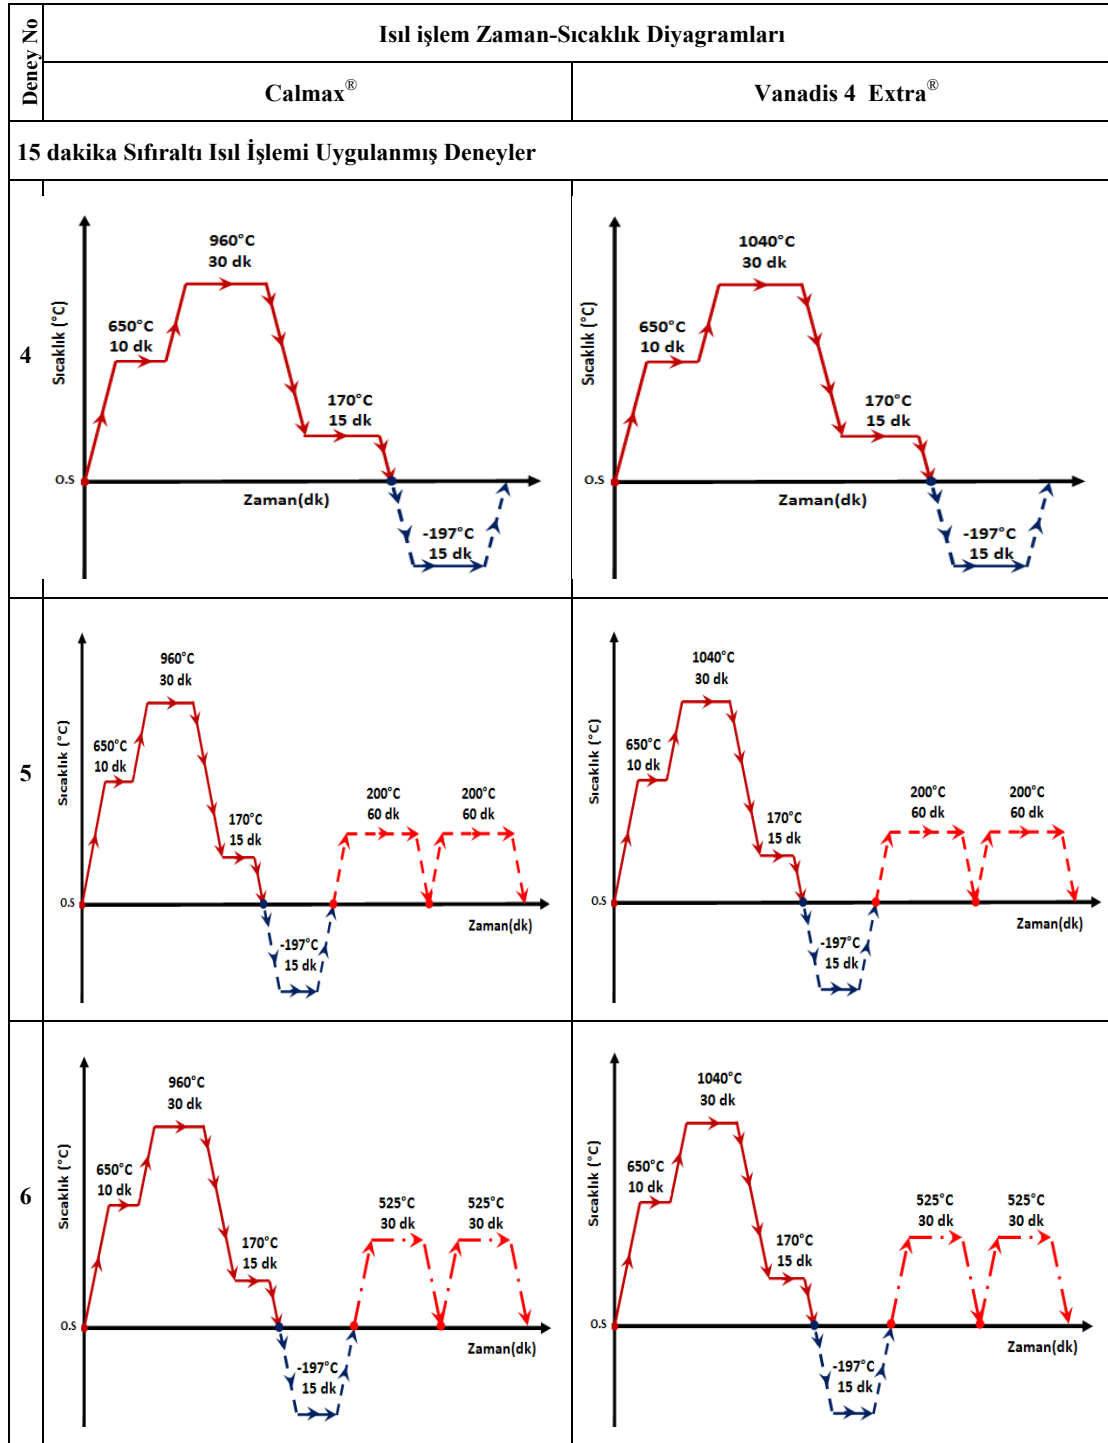 Deney No
Isıl işlem Zaman-Sıcaklık Diyagramları
Calmax®
Vanadis 4 Extra®
15 dakika Sıfıraltı Isıl İşlemi Uygulanmış Deneyler
4
Sıcaklık (°C)
960°C
30 dk
650°C
10 dk
170°C
15 dk
O.S
Zaman(dk)
-197°C
15 dk
Sıcaklık (°C)
1040°C
30 dk
650°C
10 dk
170°C
15 dk
O.S
Zaman(dk)
-197°C
15 dk
5
Sıcaklık (°C)
960°C
30 dk
650°C
10 dk
170°C
15 dk
200°C
60 dk
200°C
60 dk
O.S
Zaman(dk)
-197°C
15 dk
Sıcaklık (°C)
1040°C
30 dk
650°C
10 dk
170°C
15 dk
200°C
60 dk
200°C
60 dk
O.S
Zaman(dk)
-197°C
15 dk
6
Sıcaklık (°C)
960°C
30 dk
650°C
10 dk
170°C
15 dk
525°C
30 dk
525°C
30 dk
O.S
Zaman(dk)
-197°C
15 dk
Sıcaklık (°C)
1040°C
30 dk
650°C
10 dk
170°C
15 dk
525°C
30 dk
525°C
30 dk
O.S
Zaman(dk)
-197°C
15 dk